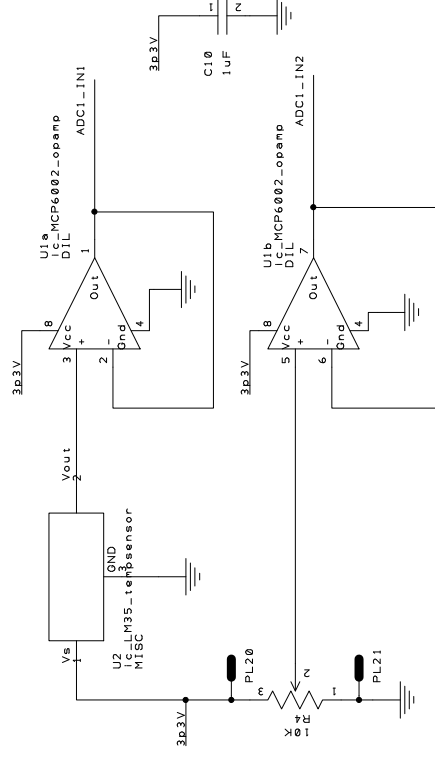 3p3V
1
2
C10
1uF
ADC1_IN1
U1a
ic_MCP6002_opamp
DIL
1
Out
8
Vcc
3
+
2
-
Gnd
4
3p3V
ADC1_IN2
U1b
ic_MCP6002_opamp
DIL
7
Out
8
Vcc
5
+
6
-
Gnd
4
3p3V
Vout
2
GND
3
Vs
1
U2
ic_LM35_tempsensor
MISC
3p3V
PL20
3
2
1
R4
10K
PL21